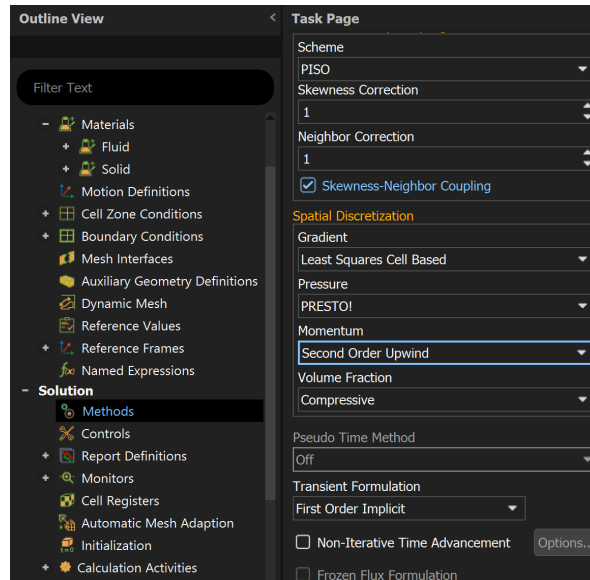 Outline View
Filter Text
Materials
Fluid
Solid
Motion Definitions
Cell Zone Conditions
Boundary Conditions
Mesh Interfaces
Auxiliary Geometry Definitions
Dynamic Mesh
Reference Values
Reference Frames
Named Expressions
Solution
Methods
Controls
Report Definitions
Monitors
Cell Registers
Automatic Mesh Adaption
Initialization
Calculation Activities
Task Page
Scheme
PISO
Skewness Correction
1
Neighbor Correction
1
Skewness-Neighbor Coupling
Spatial Discretization
Gradient
Least Squares Cell Based
Pressure
PRESTO!
Momentum
Second Order Upwind
Volume Fraction
Compressive
Pseudo Time Method
Off
Transient Formulation
First Order Implicit
Non-Iterative Time Advancement Options..
Frozen Flux Formulation